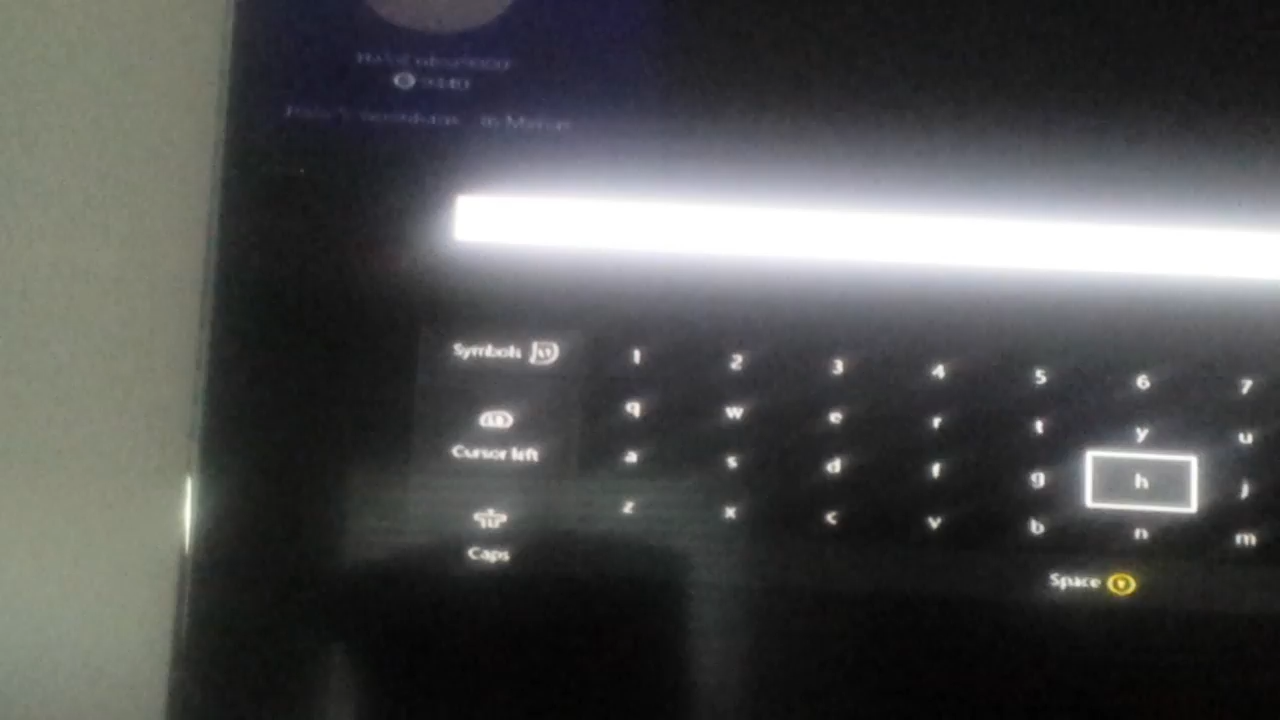 Symbols 1 2 3 4 5 6 7
q w e r t y u
Cursor left a s d f g h j
z x c v b n m
Caps
Space Y